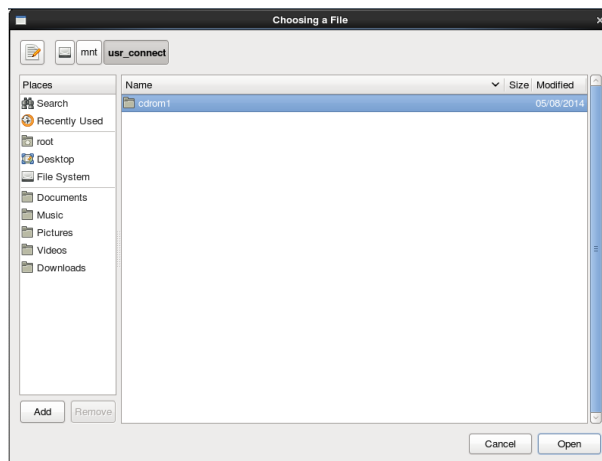 Choosing a File
mnt usr_connect
Places
Search
Recently Used
root
Desktop
File System
Documents
Music
Pictures
Videos
Downloads
Name Size Modified
cdrom1 05/08/2014
Add Remove
Cancel Open